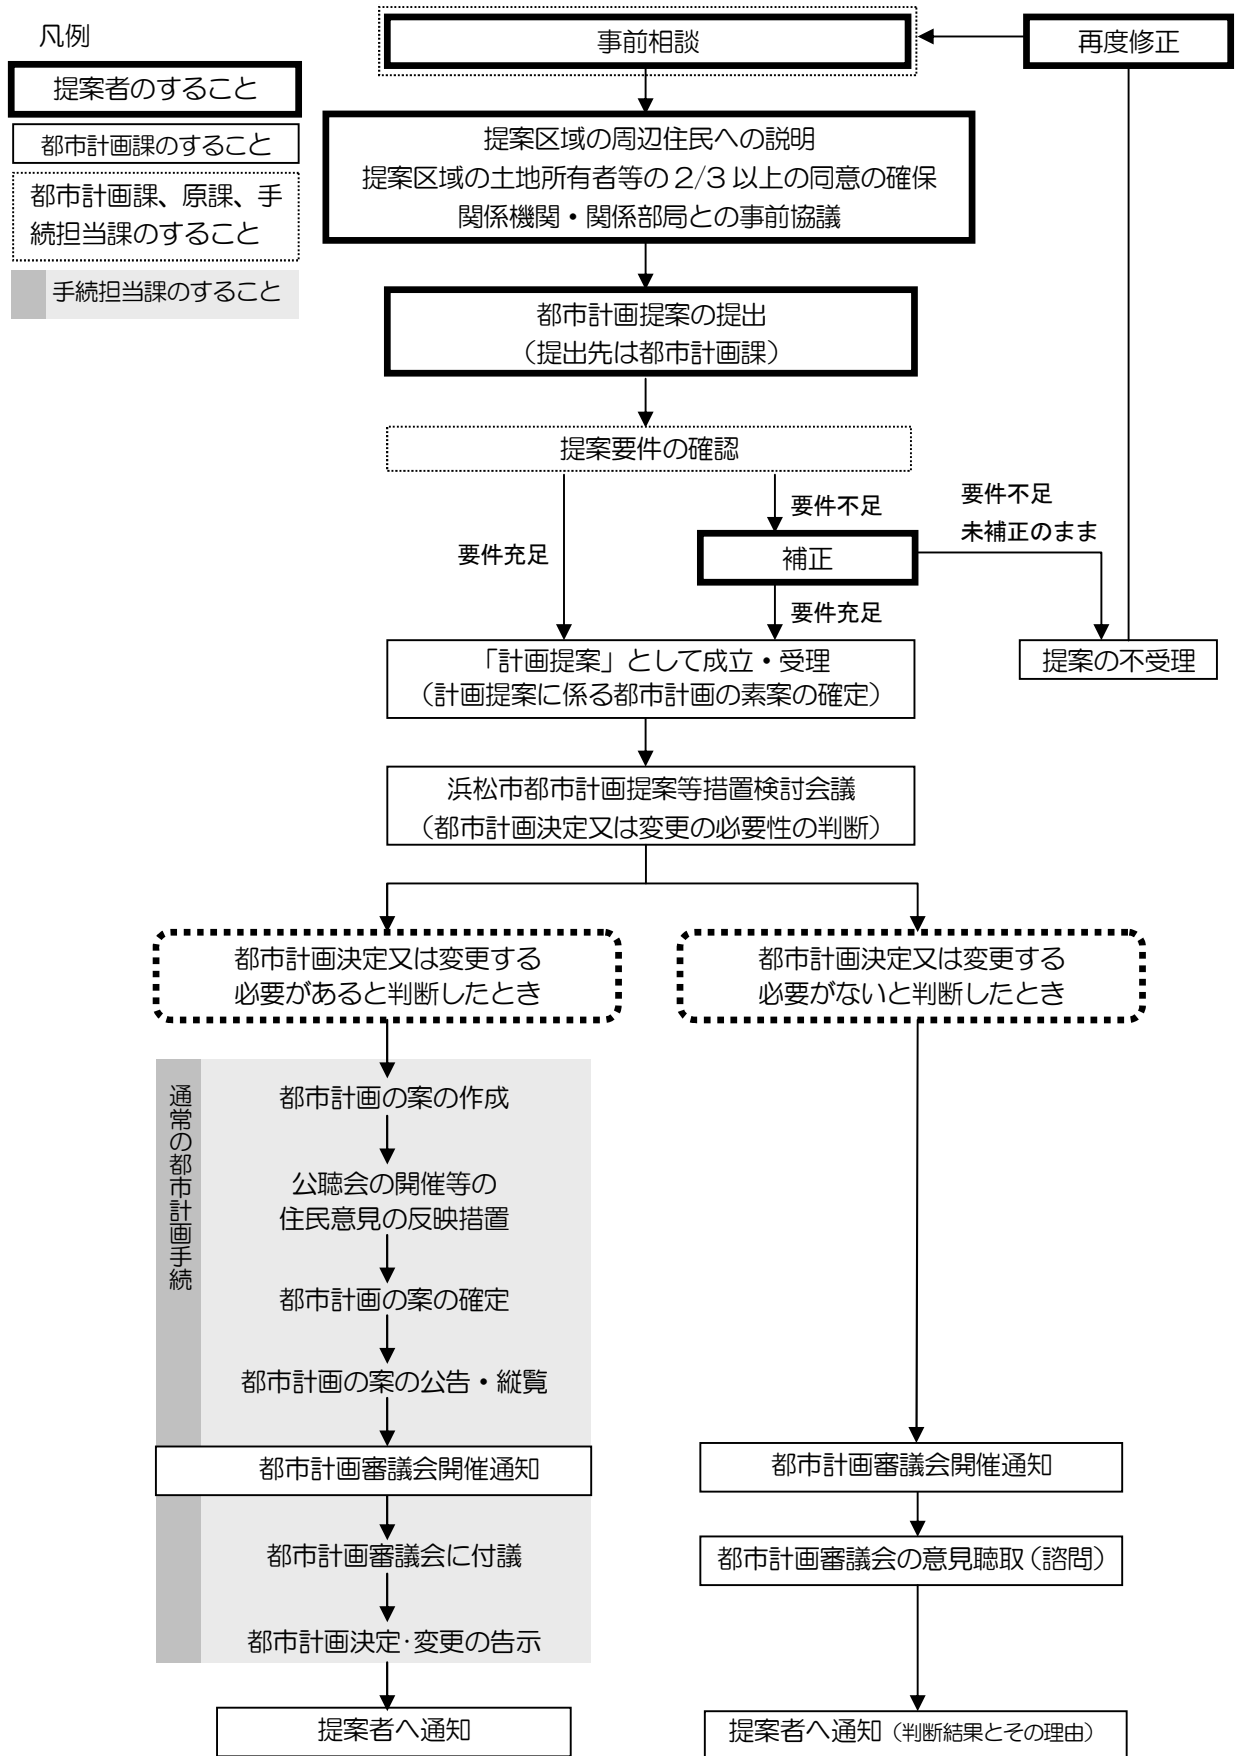 凡例
提案者のすること
都市計画課のすること
都市計画課、原課、手
続担当課のすること
手続担当課のすること
事前相談
再度修正
提案区域の周辺住民への説明
提案区域の土地所有者等の2/3以上の同意の確保
関係機関・関係部局との事前協議
都市計画提案の提出
（提出先は都市計画課）
提案要件の確認
要件充足
要件不足
要件不足
未補正のまま
補正
要件充足
「計画提案」として成立・受理
（計画提案に係る都市計画の素案の確定）
提案の不受理
浜松市都市計画提案等措置検討会議
（都市計画決定又は変更の必要性の判断）
都市計画決定又は変更する
必要があると判断したとき
都市計画決定又は変更する
必要がないと判断したとき
通常の都市計画手続
都市計画の案の作成
公聴会の開催等の
住民意見の反映措置
都市計画の案の確定
都市計画の案の公告・縦覧
都市計画審議会開催通知
都市計画審議会に付議
都市計画決定・変更の告示
提案者へ通知
都市計画審議会開催通知
都市計画審議会の意見聴取（諮問）
提案者へ通知（判断結果とその理由）